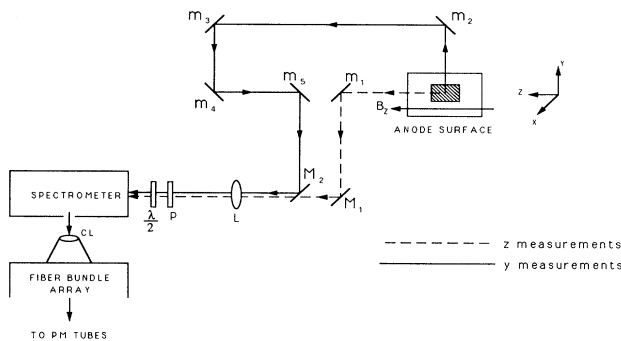 m3
m2
m4
m5
m1
Bz
ANODE SURFACE
Y
Z
X
SPECTROMETER
λ/2
P
L
M2
M1
CL
FIBER BUNDLE
ARRAY
TO PM TUBES
z measurements
y measurements